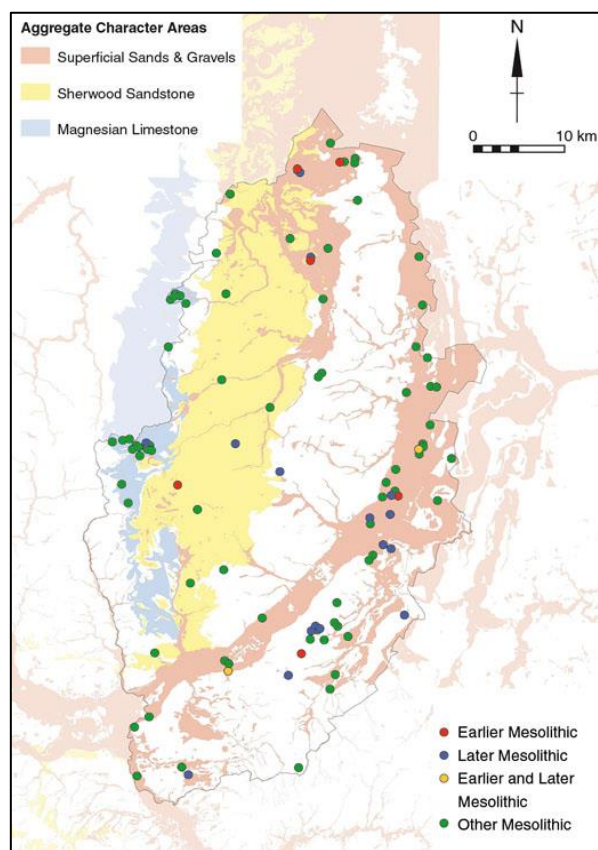 Aggregate Character Areas
Superficial Sands & Gravels
Sherwood Sandstone
Magnesian Limestone
N
0 10 km
Earlier Mesolithic
Later Mesolithic
Earlier and Later
Mesolithic
Other Mesolithic